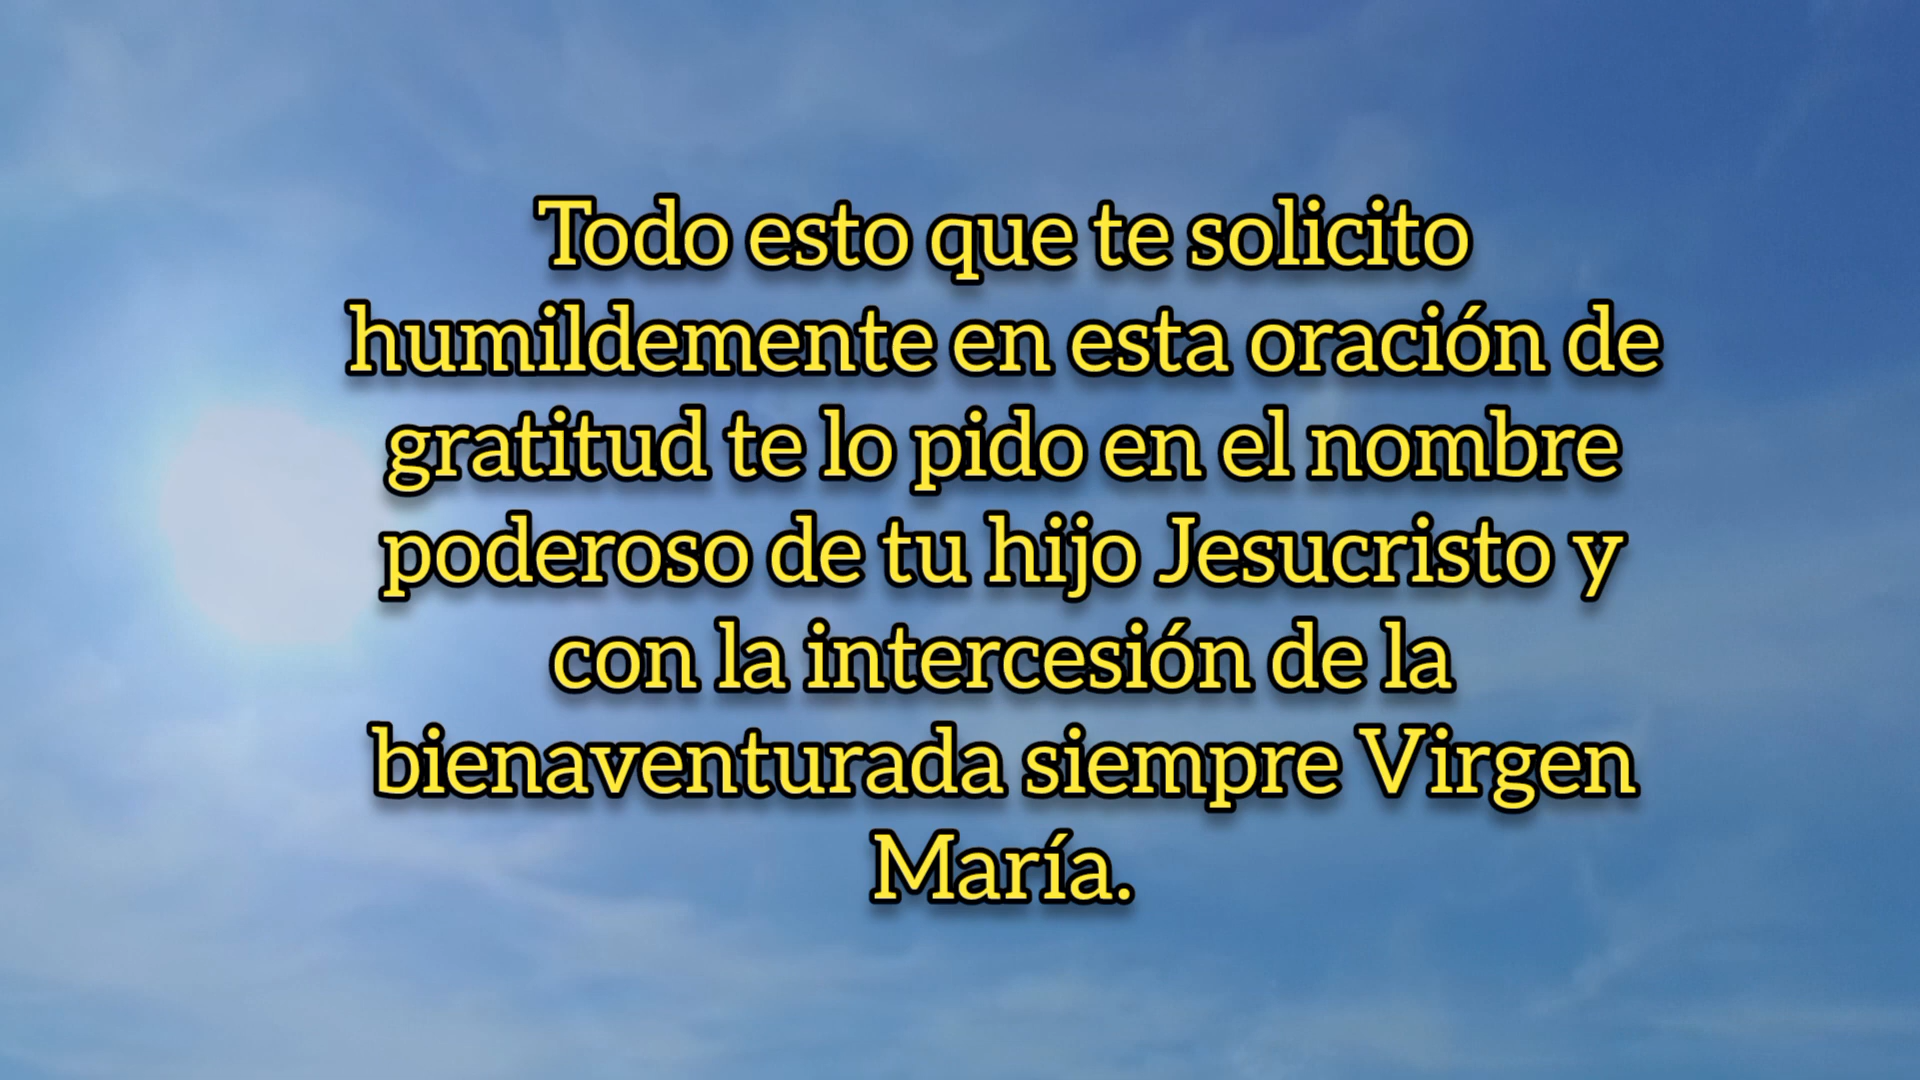 Todo esto que te solicito
humildemente en esta oración de
gratitud te lo pido en el nombre
poderoso de tu hijo Jesucristo y
con la intercesión de la
bienaventurada siempre Virgen
María.